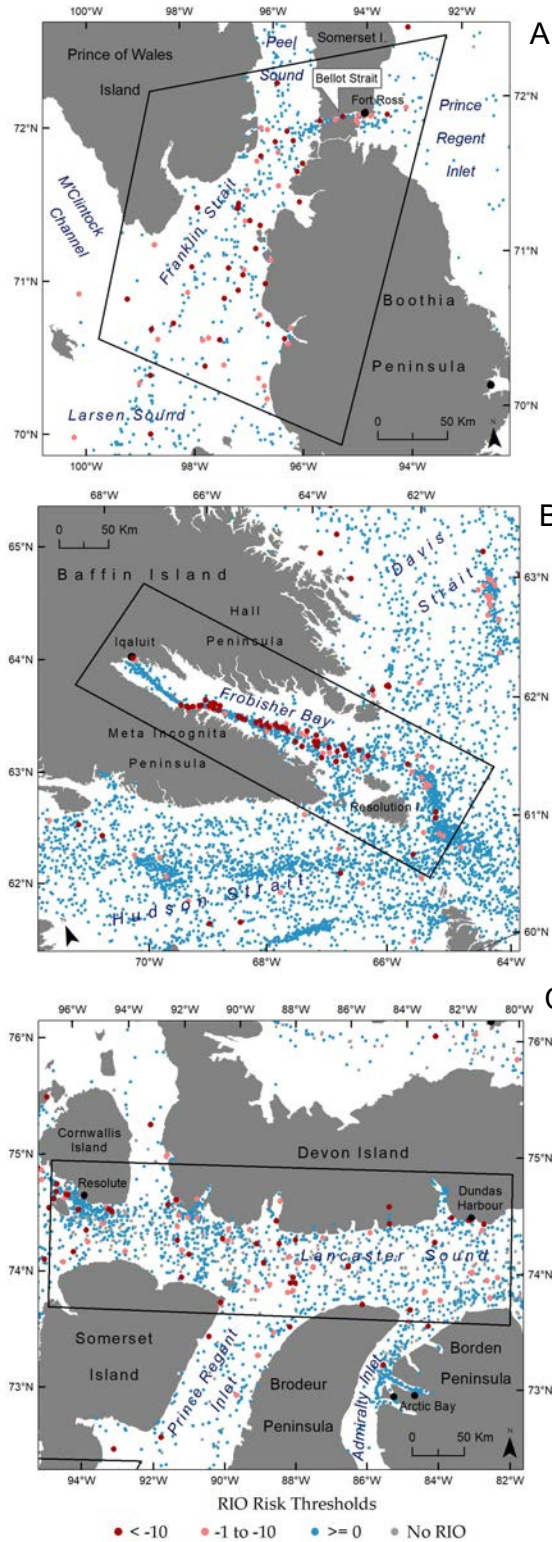 A
96°W
94°W
92°W
Prince of Wales
Island
Peel
Sound
Somerset I.
Bellot Strait
Fort Ross
72°N
72°N
Prince
Regent
Inlet
M'Clintock
Channel
Franklin Strait
71°N
71°N
Boothia
Peninsula
Larsen Sound
70°N
70°N
0 50 Km
N
100°W
98°W
96°W
94°W
B
68°W
66°W
64°W
62°W
0 50 Km
65°N
Baffin Island
Davis
Strait
63°N
Hall
Peninsula
Iqaluit
64°N
62°N
Frobisher Bay
Meta Incognita
Peninsula
63°N
Resolution I
61°N
Hudson Strait
62°N
60°N
70°W
68°W
66°W
64°W
C
96°W
94°W
92°W
90°W
88°W
86°W
84°W
82°W
80°W
76°N
76°N
Cornwallis
Island
Devon Island
75°N
75°N
Resolute
Dundas
Harbour
Lancaster Sound
74°N
74°N
Somerset
Island
Prince Regant
Inlet
Brodeur
Peninsula
Admiralty Inlet
Borden
Peninsula
73°N
73°N
Arctic Bay
0 50 Km
N
94°W
92°W
90°W
88°W
86°W
84°W
82°W
RIO Risk Thresholds
< -10
-1 to -10
>= 0
No RIO